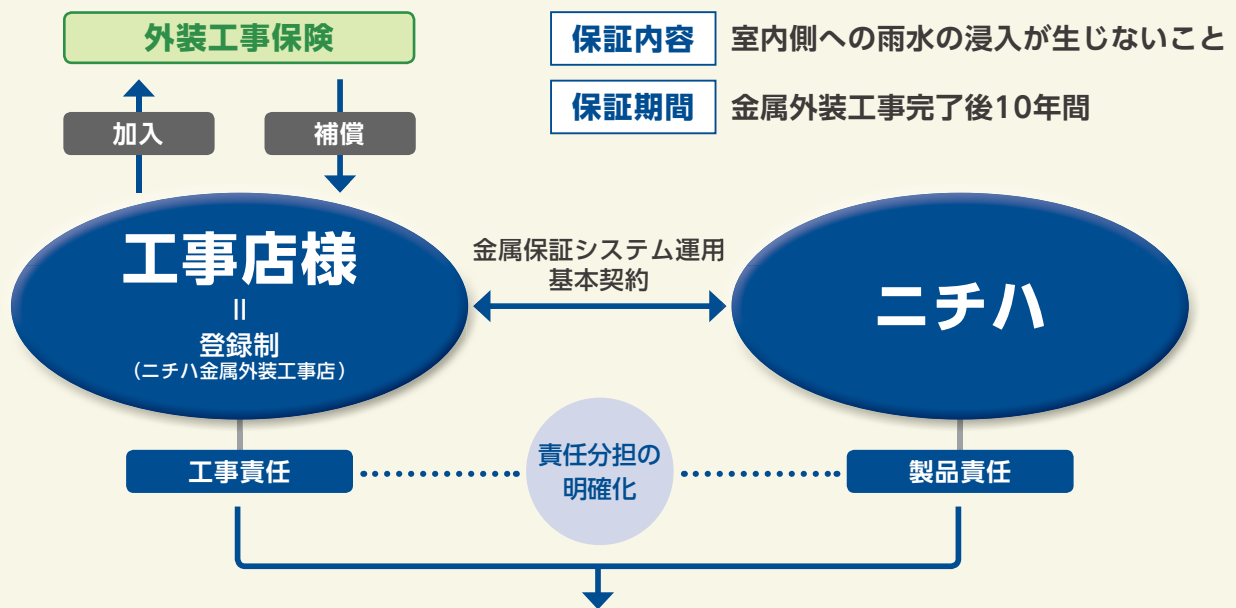 外装工事保険
保証内容 室内側への雨水の浸入が生じないこと
保証期間 金属外装工事完了後10年間
加入
補償
工事店様
=
登録制
（ニチハ金属外装工事店）
金属保証システム運用
基本契約
ニチハ
工事責任
責任分担の
明確化
製品責任